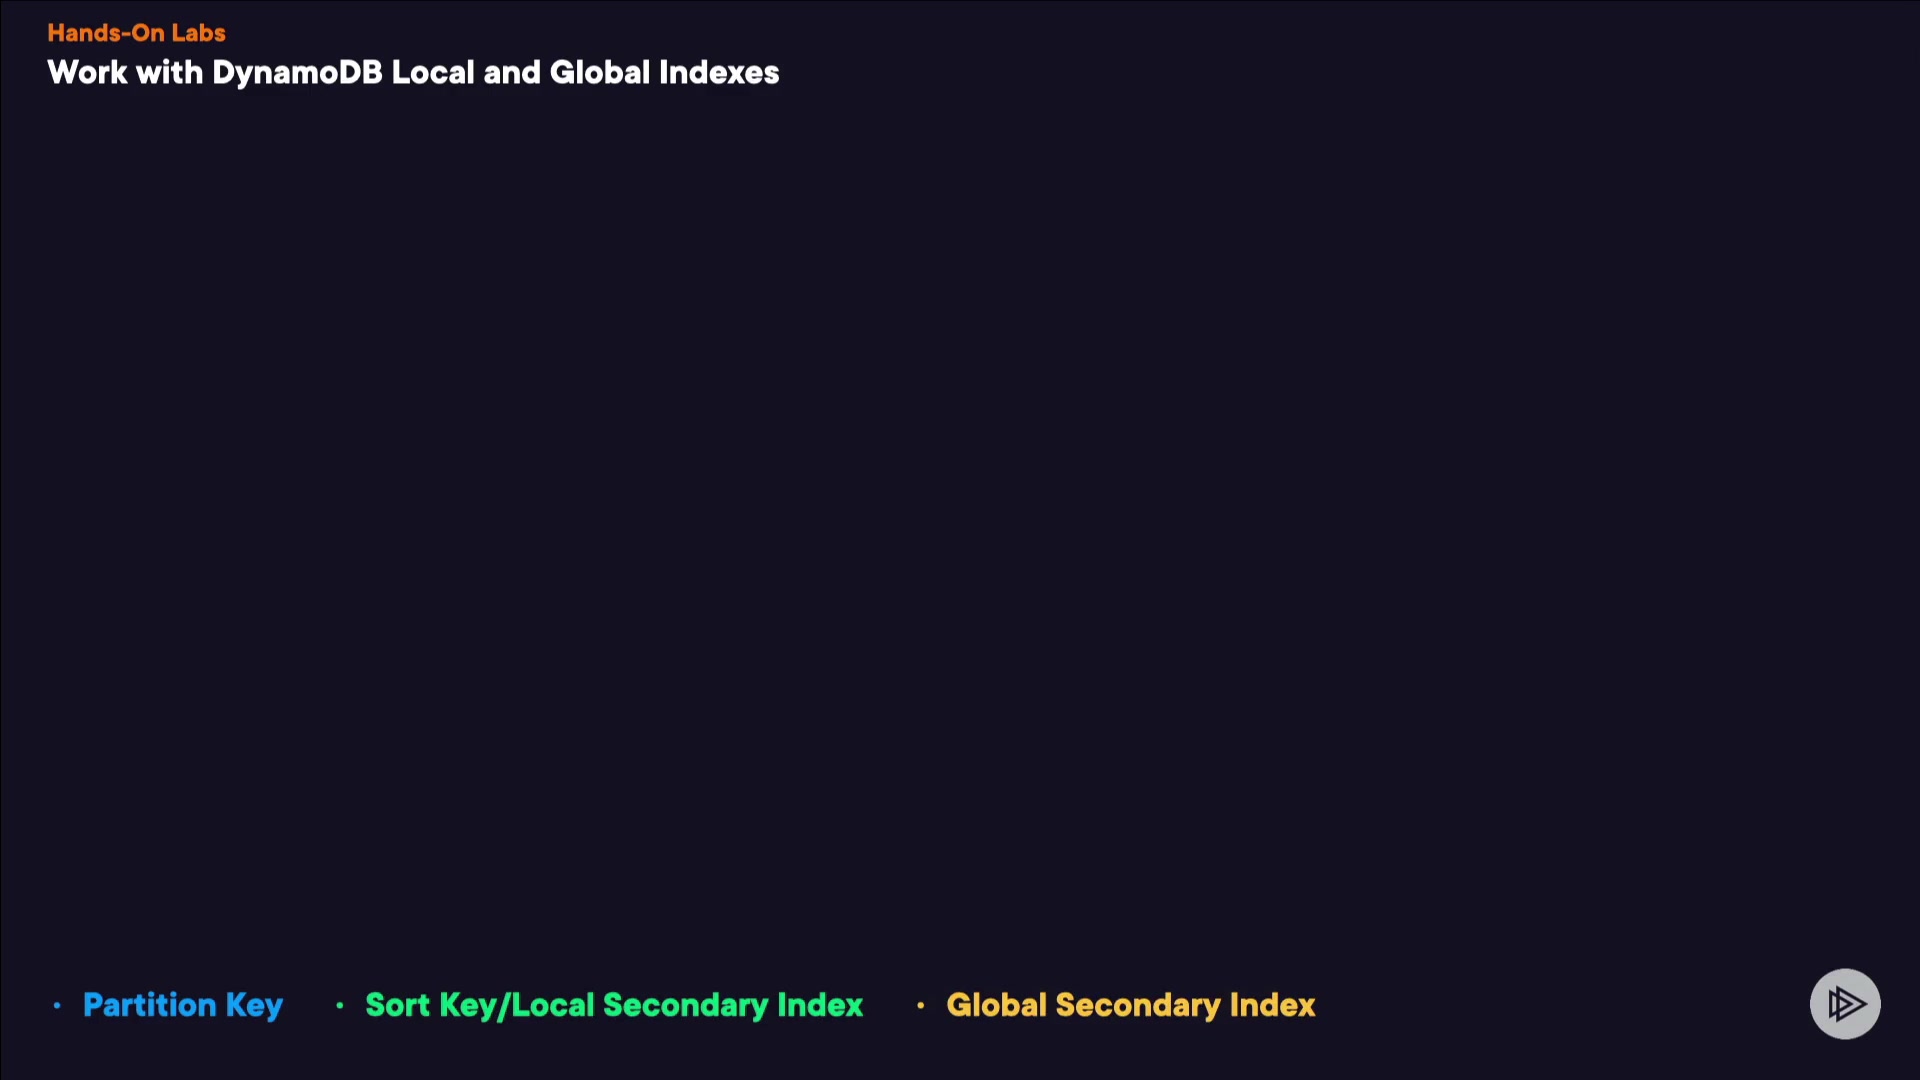 Hands-On Labs
Work with DynamoDB Local and Global Indexes
· Partition Key · Sort Key/Local Secondary Index · Global Secondary Index